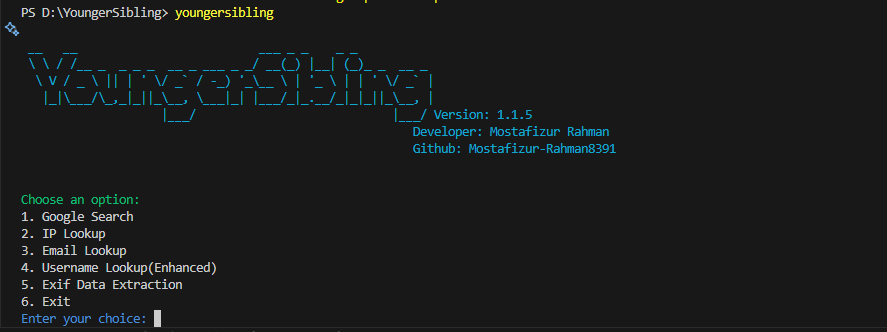 PS D:\YoungerSibling> youngersibling
YoungerSibling
Version: 1.1.5
Developer: Mostafizur Rahman
Github: Mostafizur-Rahman8391
Choose an option:
1. Google Search
2. IP Lookup
3. Email Lookup
4. Username Lookup(Enhanced)
5. Exif Data Extraction
6. Exit
Enter your choice: